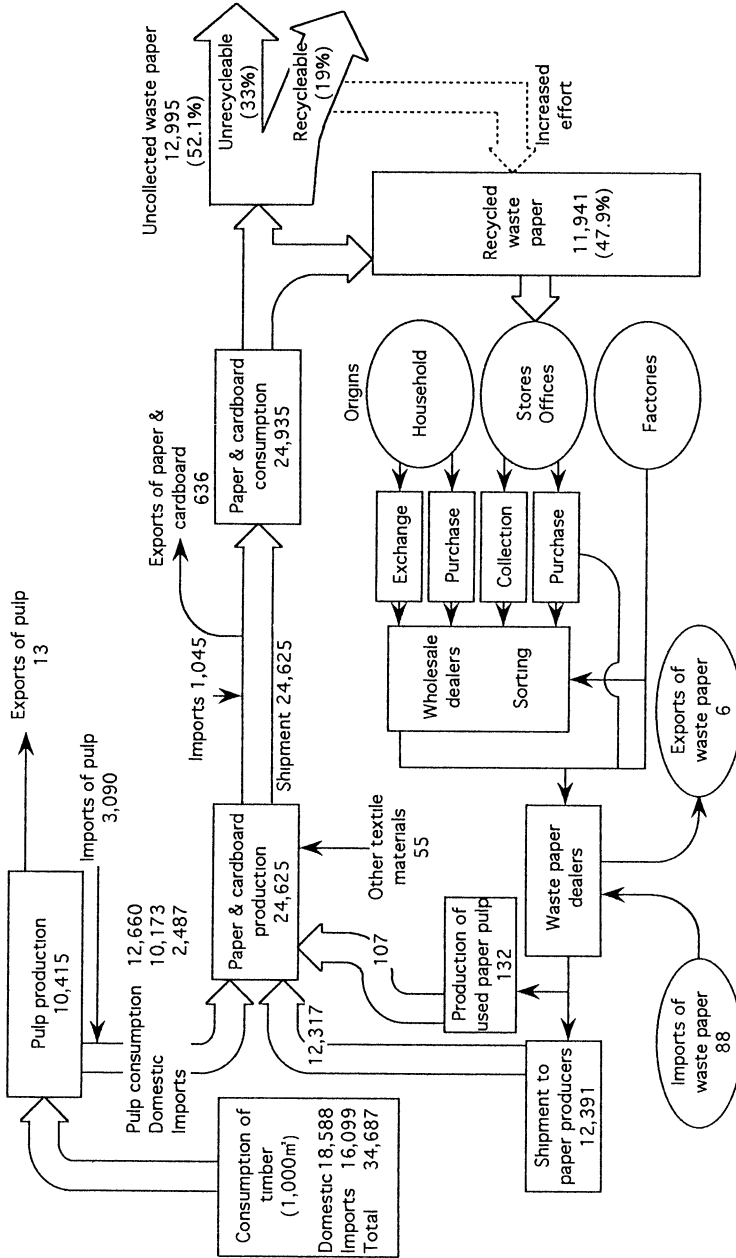 Consumption of
timber
(1,000㎥)
Domestic 18,588
Imports 16,099
Total 34,687
Pulp production
10,415
Exports of pulp
13
Imports of pulp
3,090
Pulp consumption 12,660
Domestic 10,173
Imports 2,487
Paper & cardboard
production
24,625
Other textile
materials
55
Imports 1,045
Shipment 24,625
Exports of paper &
cardboard
636
Paper & cardboard
consumption
24,935
Uncollected waste paper
12,995
(52.1%)
Unrecycleable
(33%)
Recycleable
(19%)
Increased
effort
Recycled
waste
paper
11,941
(47.9%)
Origins
Household
Stores
Offices
Factories
Exchange
Purchase
Collection
Purchase
Wholesale
dealers
Sorting
Waste paper
dealers
Exports of
waste paper
6
Imports of
waste paper
88
Production of
used paper pulp
132
107
12,317
Shipment to
paper producers
12,391